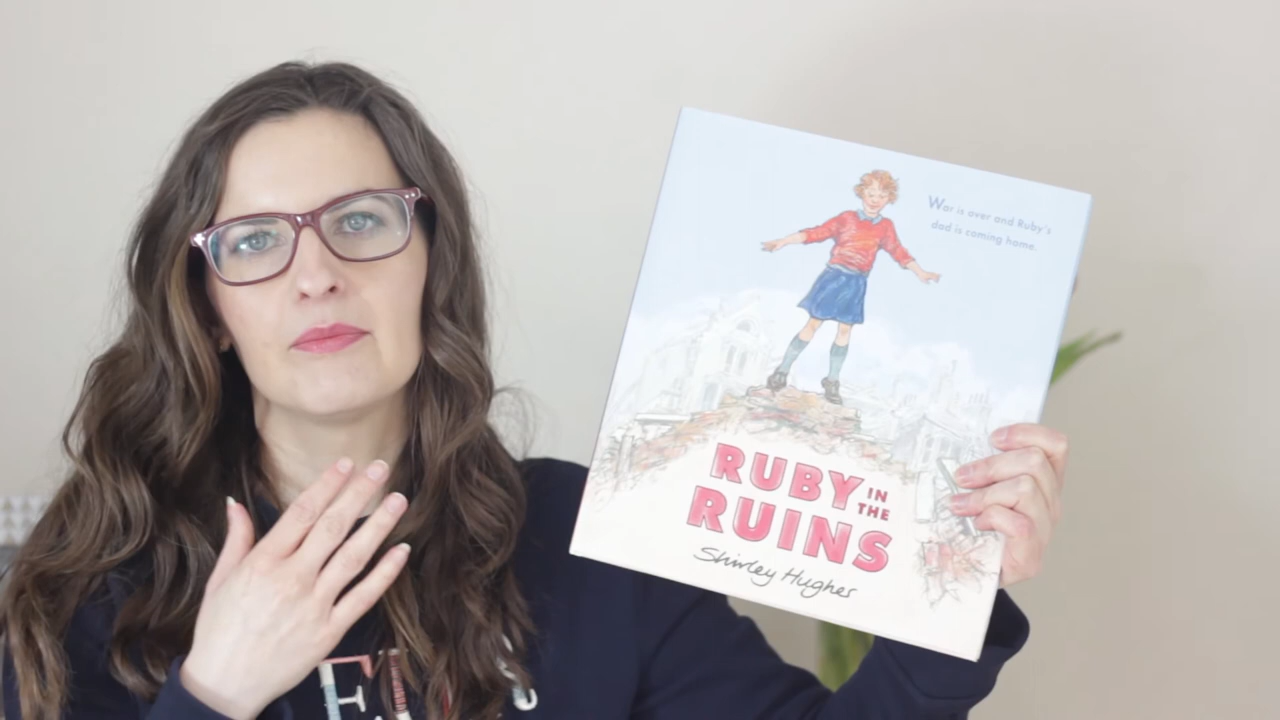 War is over and Ruby's
dad is coming home.
RUBY IN
THE
RUINS
Shirley Hughes